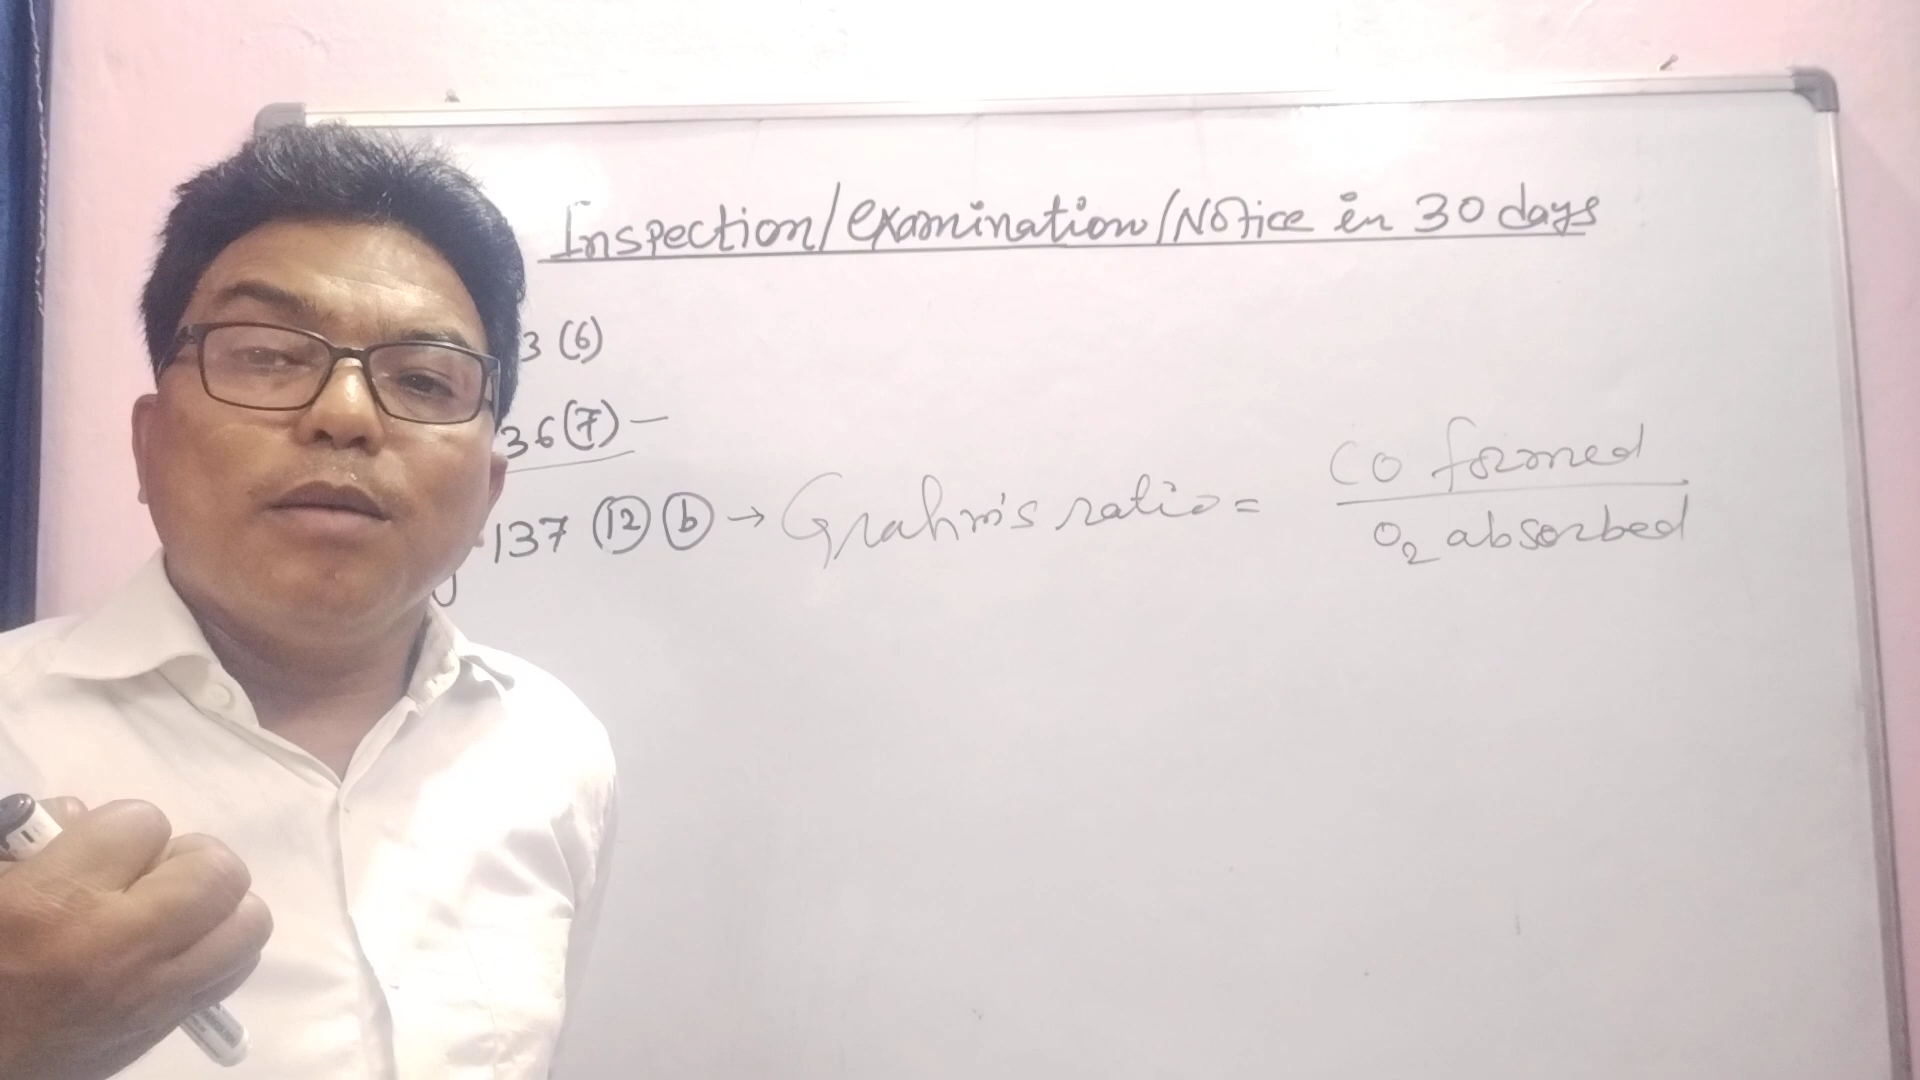 Inspection/examination/Notice in 30 days
3 (6)
36 (7) -
137 (12) (b) → Grahm's ratio = CO formed / O2 absorbed